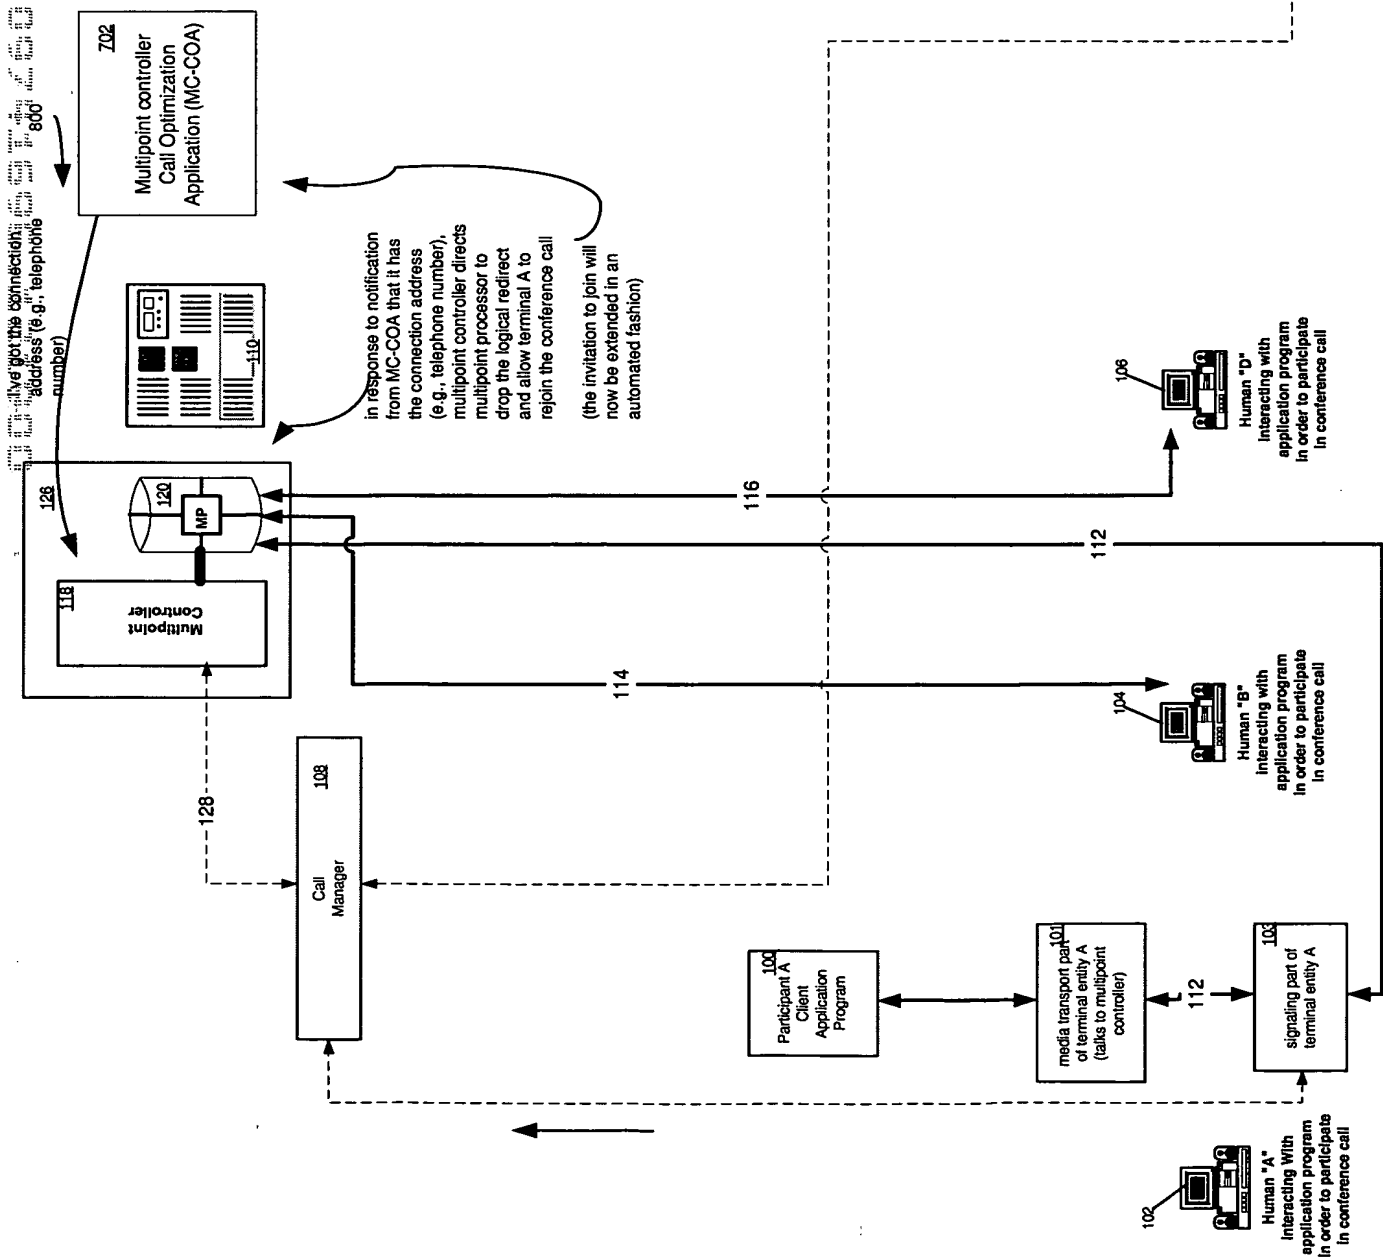 800
"I've got the connection
address (e.g., telephone
number)
702
Multipoint controller
Call Optimization
Application (MC-COA)
126
118
Multipoint
Controller
120
MP
110
in response to notification
from MC-COA that it has
the connection address
(e.g., telephone number),
multipoint controller directs
multipoint processor to
drop the logical redirect
and allow terminal A to
rejoin the conference call
(the invitation to join will
now be extended in an
automated fashion)
128
108
Call
Manager
114
116
112
100
Participant A
Client
Application
Program
101
media transport part
of terminal entity A
(talks to multipoint
controller)
112
103
signaling part of
terminal entity A
102
Human "A"
Interacting With
application program
in order to participate
in conference call
104
Human "B"
interacting with
application program
in order to participate
in conference call
106
Human "D"
interacting with
application program
in order to participate
in conference call